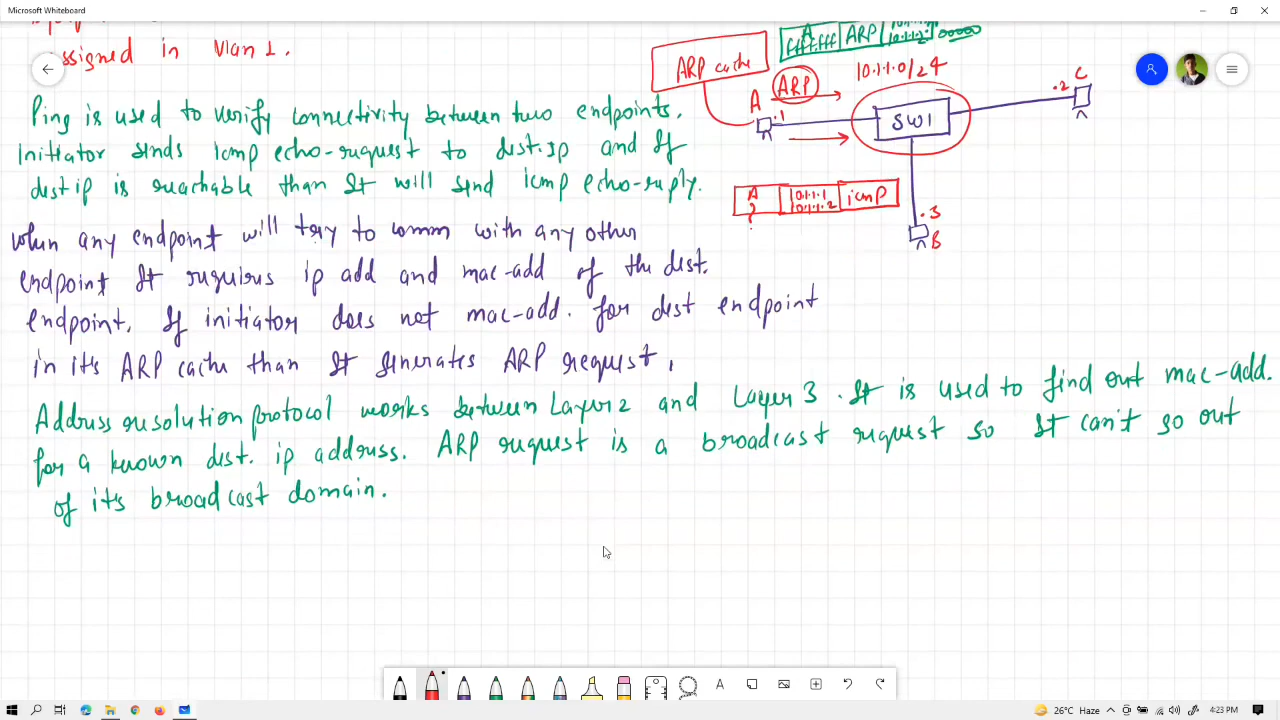 Microsoft Whiteboard
ssigned in Vlan 1.
Ping is used to verify connectivity between two endpoints.
initiator sends icmp echo-request to dest.ip and If
dest ip is reachable than It will send icmp echo-reply.
when any endpoint will try to comm with any other
endpoint It requires ip add and mac-add of the dest.
endpoint. If initiator does not mac-add. for dest endpoint
in its ARP cache than It generates ARP request.
Address resolution protocol works between Layer 2 and Layer 3. It is used to find out mac-add.
for a known dest. ip address. ARP request is a broadcast request so It can't go out
of its broadcast domain.
ARP cache
A
ffff.ffff
ARP
ARP
10.1.1.0/24
A
.1
SW1
.2
C
.3
B
A
?
10.1.1.1
10.1.1.2
icmp
26°C Haze
4:23 PM